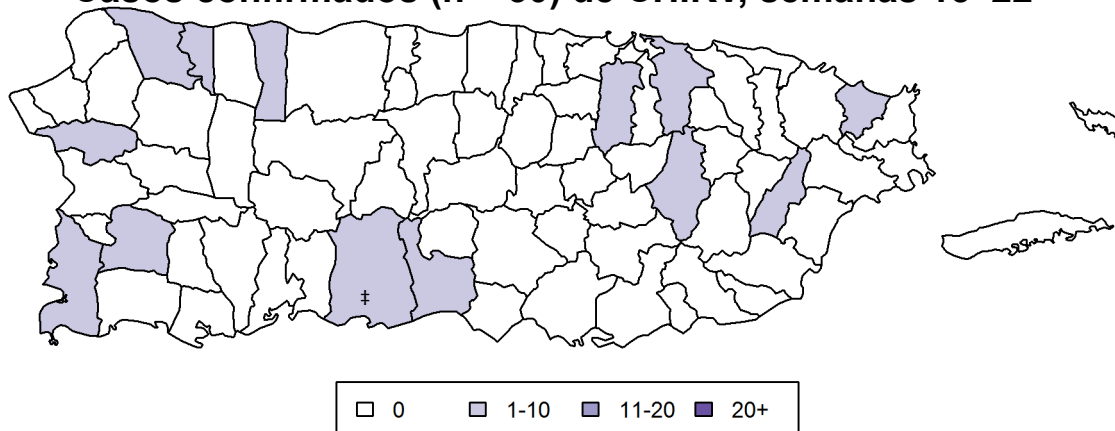 Casos confirmados (n = de CHIKV, semanas
‡
0 1-10 11-20 20+